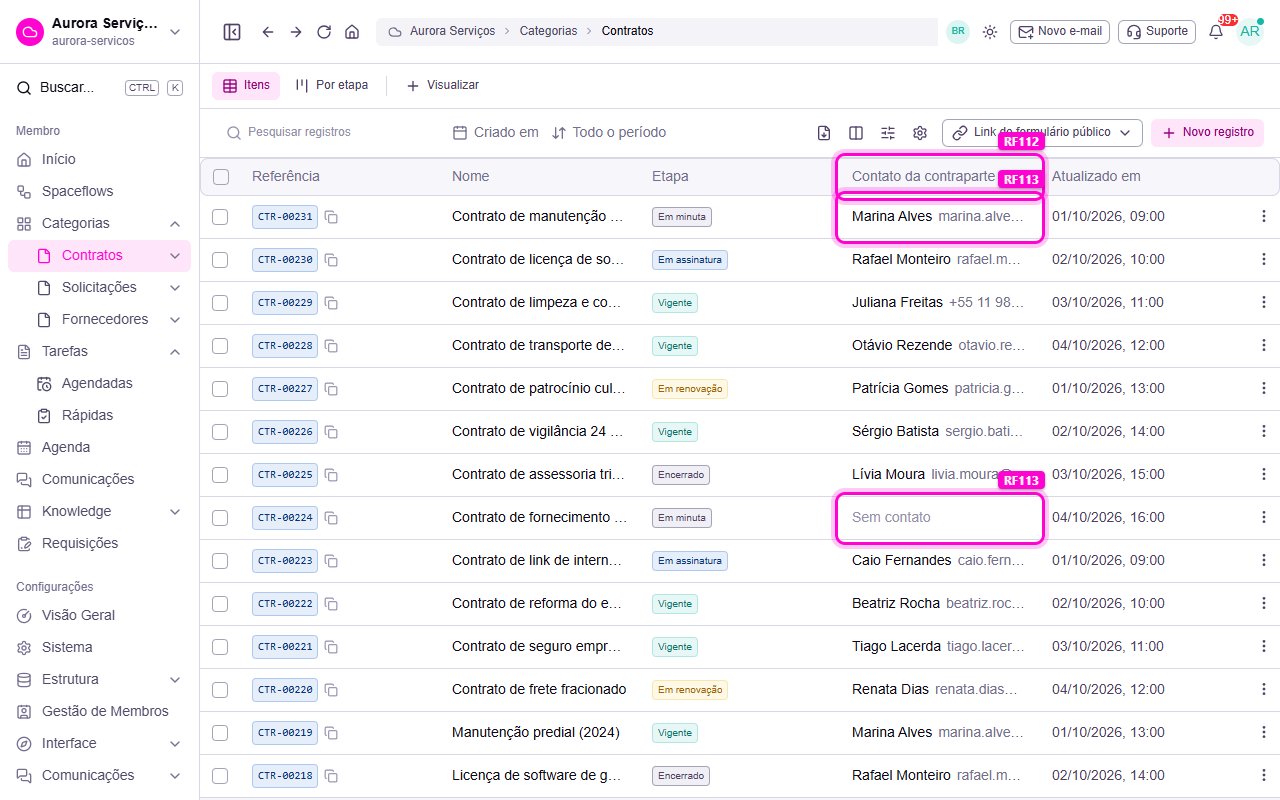 Aurora Serviç...
aurora-servicos
Aurora Serviços > Categorias > Contratos
BR
Novo e-mail
Suporte
99+
AR
Buscar...
CTRL K
Itens
Por etapa
Visualizar
Membro
Início
Spaceflows
Categorias
Contratos
Solicitações
Fornecedores
Tarefas
Agendadas
Rápidas
Agenda
Comunicações
Knowledge
Requisições
Configurações
Visão Geral
Sistema
Estrutura
Gestão de Membros
Interface
Comunicações
Pesquisar registros
Criado em
Todo o período
Link do formulário público
Novo registro
RF112
Referência Nome Etapa Contato da contraparte Atualizado em
RF113
CTR-00231 Contrato de manutenção ... Em minuta Marina Alves marina.alve... 01/10/2026, 09:00
CTR-00230 Contrato de licença de so... Em assinatura Rafael Monteiro rafael.m... 02/10/2026, 10:00
CTR-00229 Contrato de limpeza e co... Vigente Juliana Freitas +55 11 98... 03/10/2026, 11:00
CTR-00228 Contrato de transporte de... Vigente Otávio Rezende otavio.re... 04/10/2026, 12:00
CTR-00227 Contrato de patrocínio cul... Em renovação Patrícia Gomes patricia.g... 01/10/2026, 13:00
CTR-00226 Contrato de vigilância 24 ... Vigente Sérgio Batista sergio.bati... 02/10/2026, 14:00
CTR-00225 Contrato de assessoria tri... Encerrado Lívia Moura livia.moura 03/10/2026, 15:00
RF113
CTR-00224 Contrato de fornecimento ... Em minuta Sem contato 04/10/2026, 16:00
CTR-00223 Contrato de link de intern... Em assinatura Caio Fernandes caio.fern... 01/10/2026, 09:00
CTR-00222 Contrato de reforma do e... Vigente Beatriz Rocha beatriz.roc... 02/10/2026, 10:00
CTR-00221 Contrato de seguro empr... Vigente Tiago Lacerda tiago.lacer... 03/10/2026, 11:00
CTR-00220 Contrato de frete fracionado Em renovação Renata Dias renata.dias... 04/10/2026, 12:00
CTR-00219 Manutenção predial (2024) Vigente Marina Alves marina.alve... 01/10/2026, 13:00
CTR-00218 Licença de software de g... Encerrado Rafael Monteiro rafael.m... 02/10/2026, 14:00